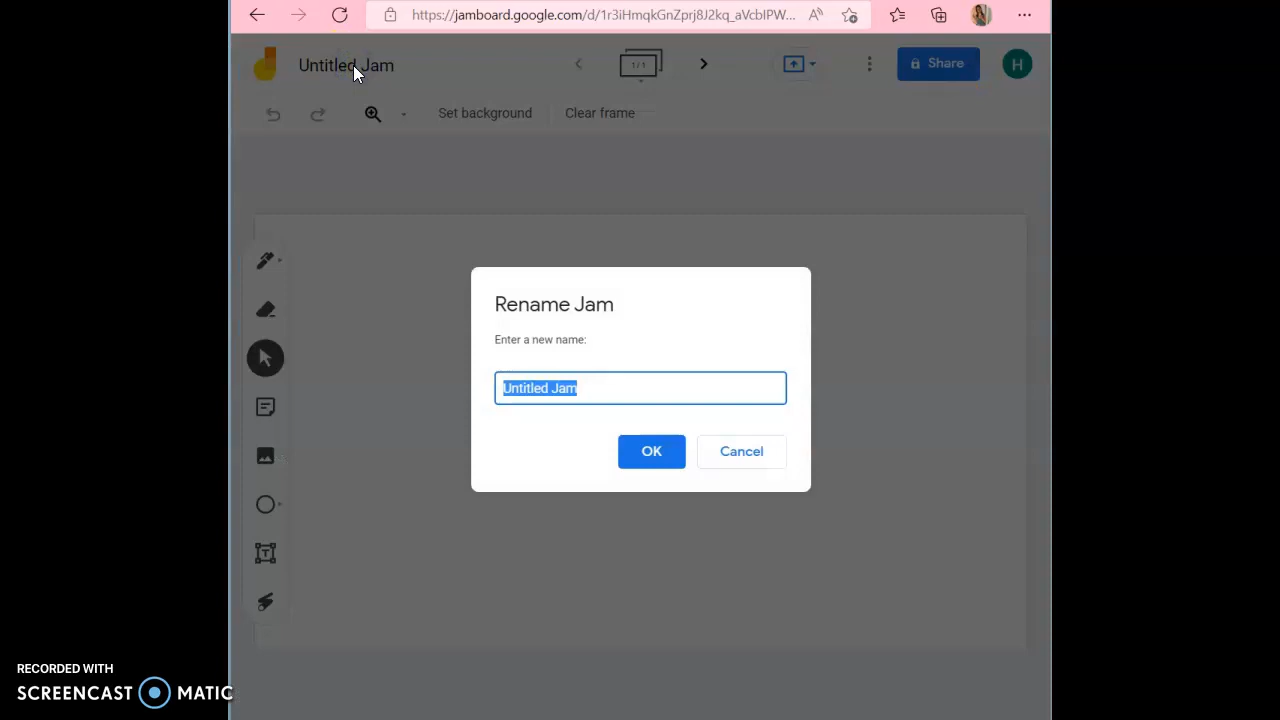 https://jamboard.google.com/d/1r3iHmqkGnZprj8J2kq_aVcbIPW...
Untitled Jam
1/1
Share
H
Set background
Clear frame
Rename Jam
Enter a new name:
Untitled Jam
OK
Cancel
RECORDED WITH
SCREENCAST MATIC